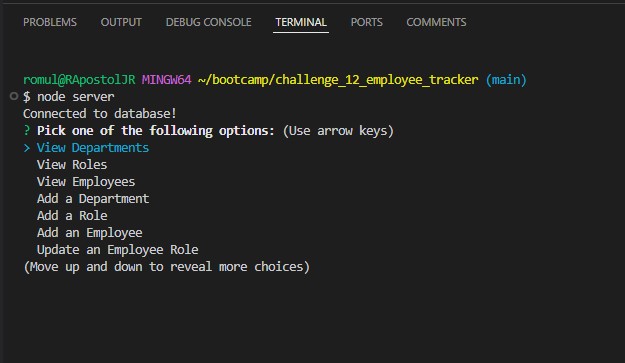 PROBLEMS OUTPUT DEBUG CONSOLE TERMINAL PORTS COMMENTS
romul@RApostolJR MINGW64 ~/bootcamp/challenge_12_employee_tracker (main)
$ node server
Connected to database!
? Pick one of the following options: (Use arrow keys)
> View Departments
View Roles
View Employees
Add a Department
Add a Role
Add an Employee
Update an Employee Role
(Move up and down to reveal more choices)